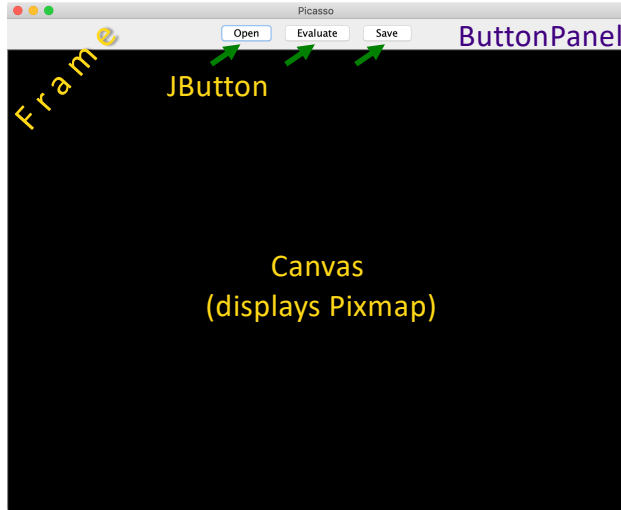 Picasso
Open Evaluate Save ButtonPanel
Frame
JButton
Canvas
(displays Pixmap)